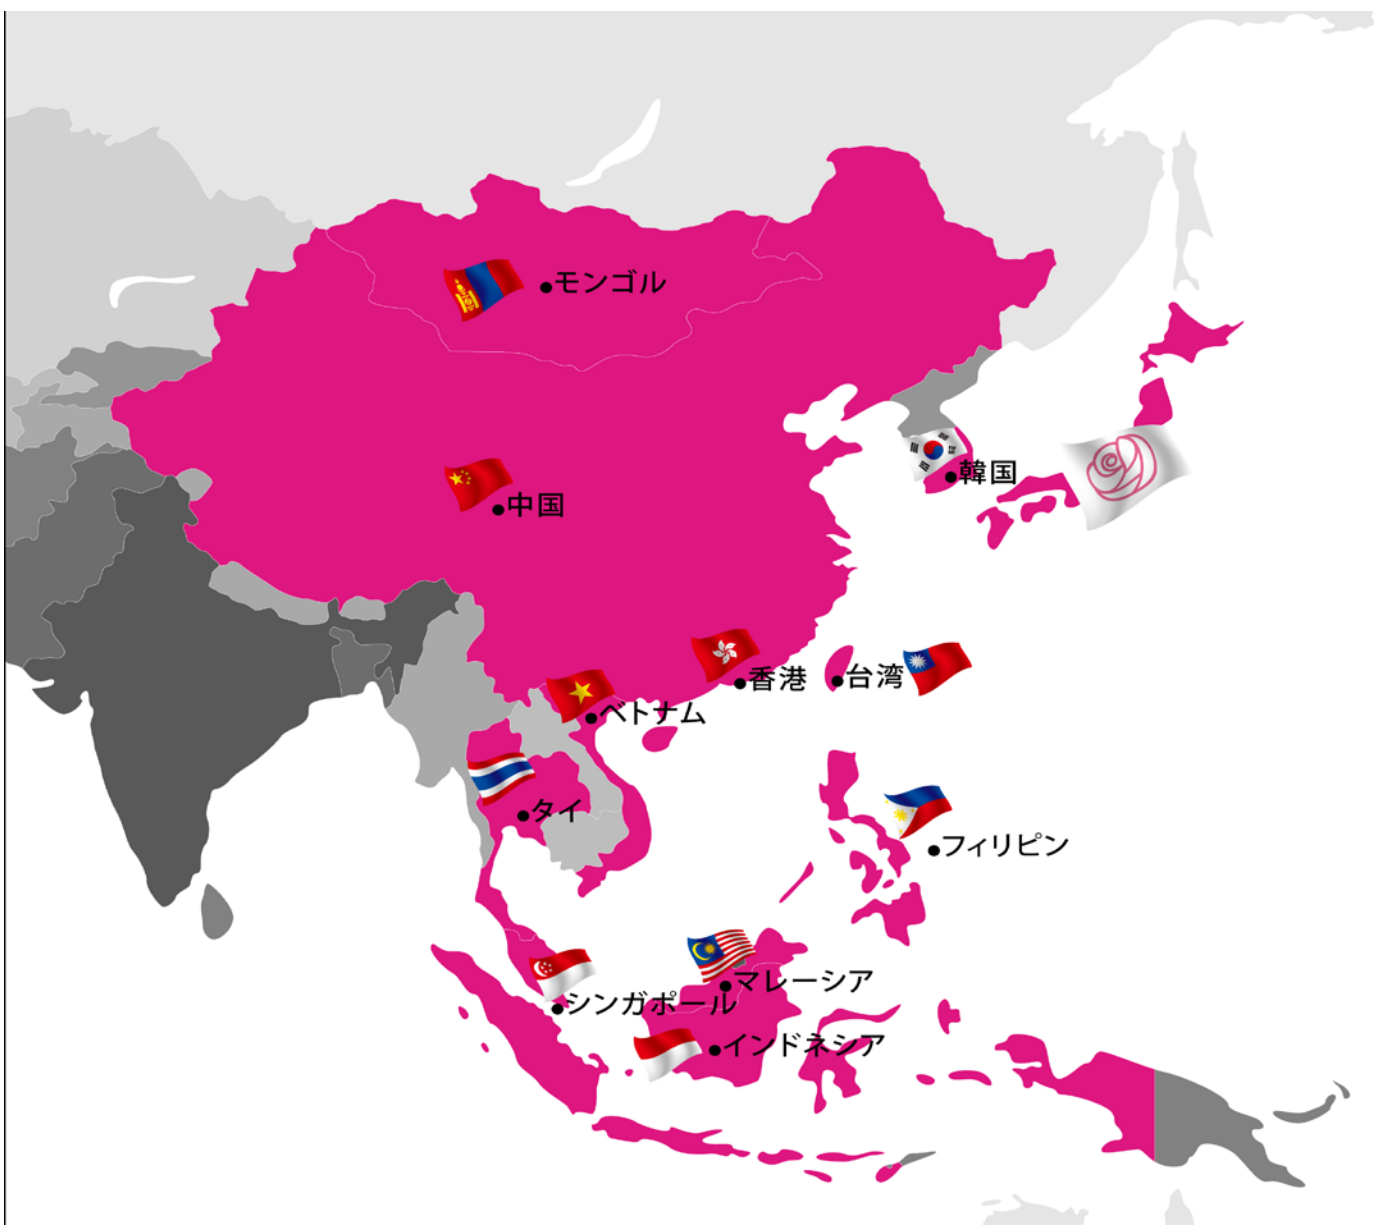 モンゴル
韓国
中国
香港
台湾
ベトナム
タイ
フィリピン
マレーシア
シンガポール
インドネシア